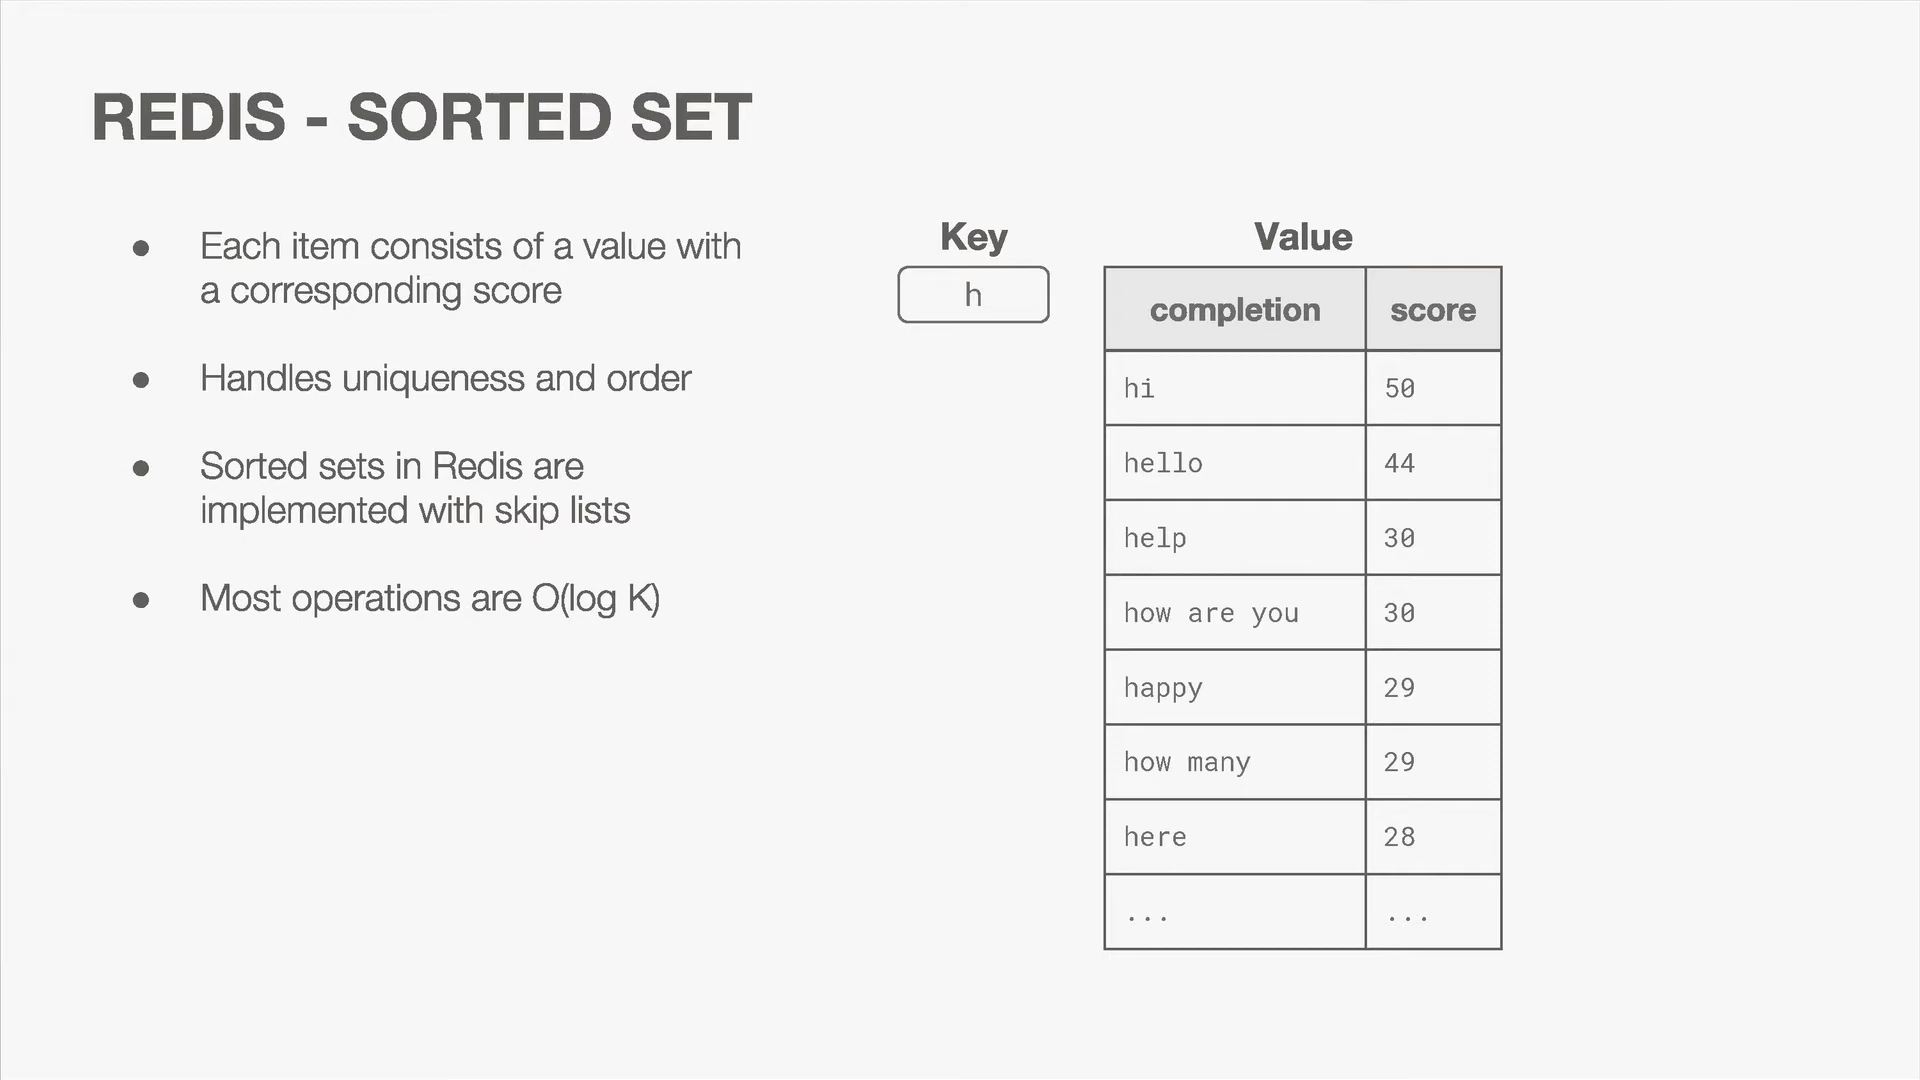 REDIS - SORTED SET
● Each item consists of a value with
a corresponding score
● Handles uniqueness and order
● Sorted sets in Redis are
implemented with skip lists
● Most operations are O(log K)
Key
h
Value
completion score
hi 50
hello 44
help 30
how are you 30
happy 29
how many 29
here 28
... ...